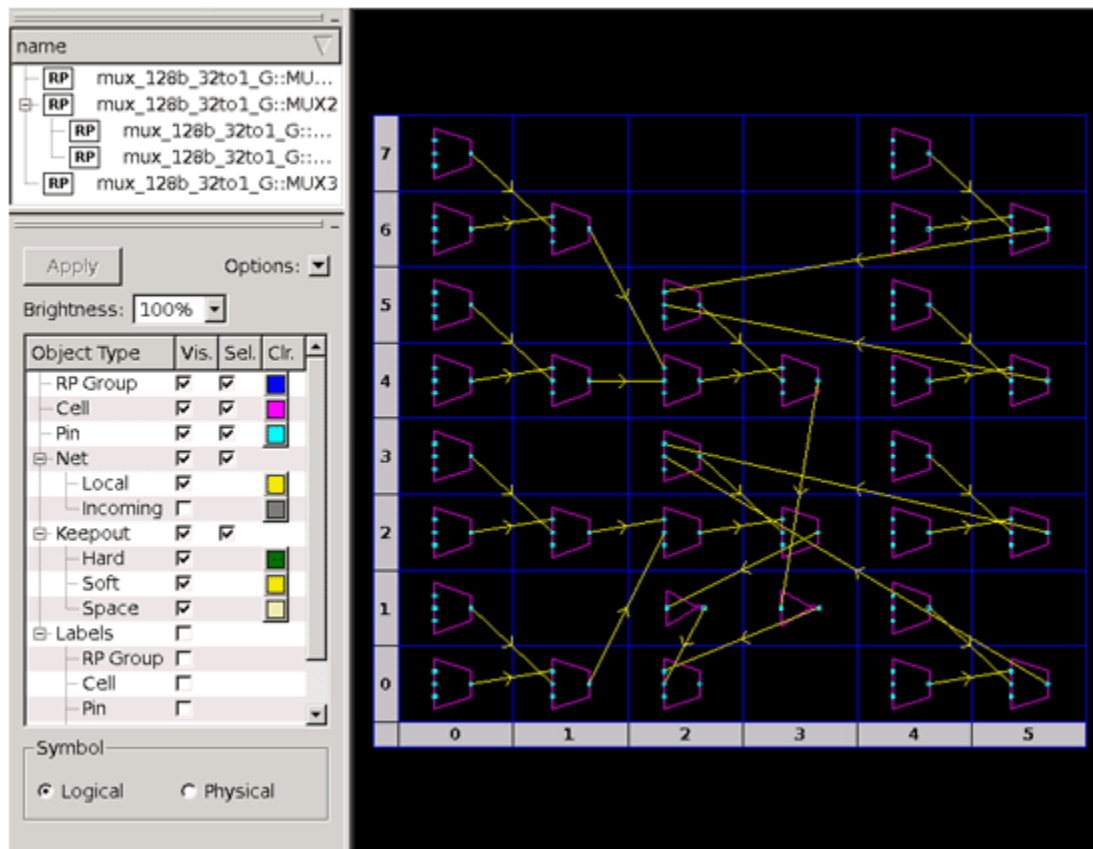 name
RP mux_128b_32to1_G::MU...
RP mux_128b_32to1_G::MUX2
RP mux_128b_32to1_G::...
RP mux_128b_32to1_G::...
RP mux_128b_32to1_G::MUX3
Apply Options:
Brightness: 100%
Object Type Vis. Sel. Clr.
RP Group
Cell
Pin
Net
Local
Incoming
Keepout
Hard
Soft
Space
Labels
RP Group
Cell
Pin
Symbol
Logical Physical
7
6
5
4
3
2
1
0
0 1 2 3 4 5